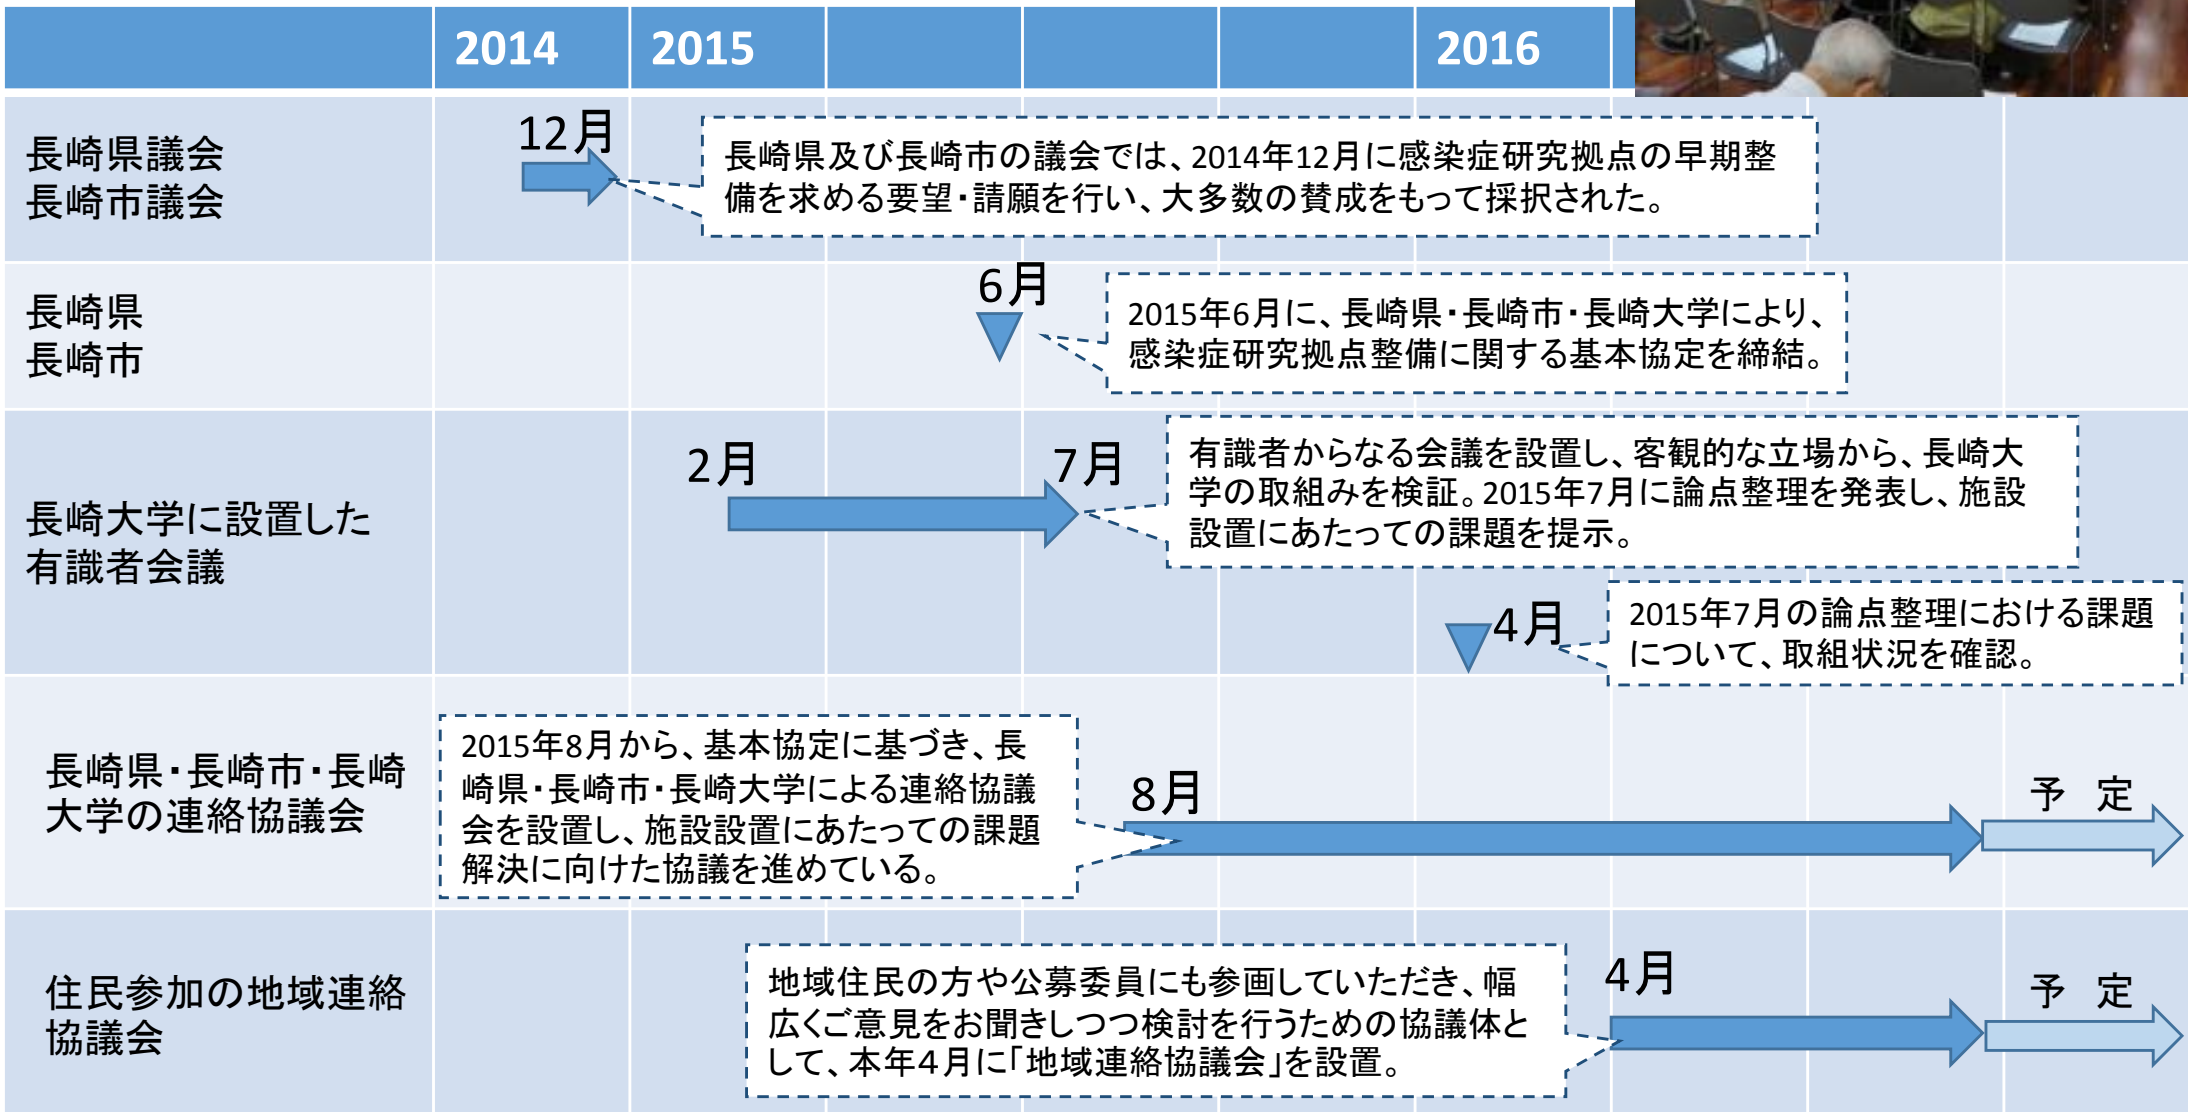 2014 2015 2016
長崎県議会
長崎市議会
12月
長崎県及び長崎市の議会では、2014年12月に感染症研究拠点の早期整
備を求める要望・請願を行い、大多数の賛成をもって採択された。
長崎県
長崎市
6月
2015年6月に、長崎県・長崎市・長崎大学により、
感染症研究拠点整備に関する基本協定を締結。
長崎大学に設置した
有識者会議
2月
7月
有識者からなる会議を設置し、客観的な立場から、長崎大
学の取組みを検証。2015年7月に論点整理を発表し、施設
設置にあたっての課題を提示。
4月
2015年7月の論点整理における課題
について、取組状況を確認。
長崎県・長崎市・長崎
大学の連絡協議会
2015年8月から、基本協定に基づき、長
崎県・長崎市・長崎大学による連絡協議
会を設置し、施設設置にあたっての課題
解決に向けた協議を進めている。
8月
予 定
住民参加の地域連絡
協議会
地域住民の方や公募委員にも参画していただき、幅
広くご意見をお聞きしつつ検討を行うための協議体と
して、本年４月に「地域連絡協議会」を設置。
4月
予 定